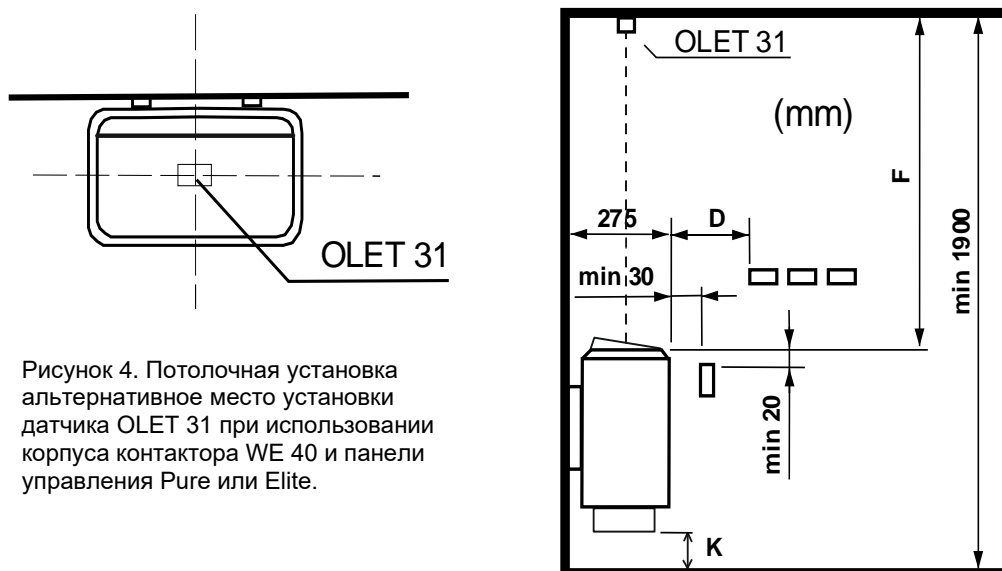 OLET 31
Рисунок 4. Потолочная установка
альтернативное место установки
датчика OLET 31 при использовании
корпуса контактора WE 40 и панели
управления Pure или Elite.
OLET 31
(mm)
F
275
D
min 30
min 1900
min 20
K